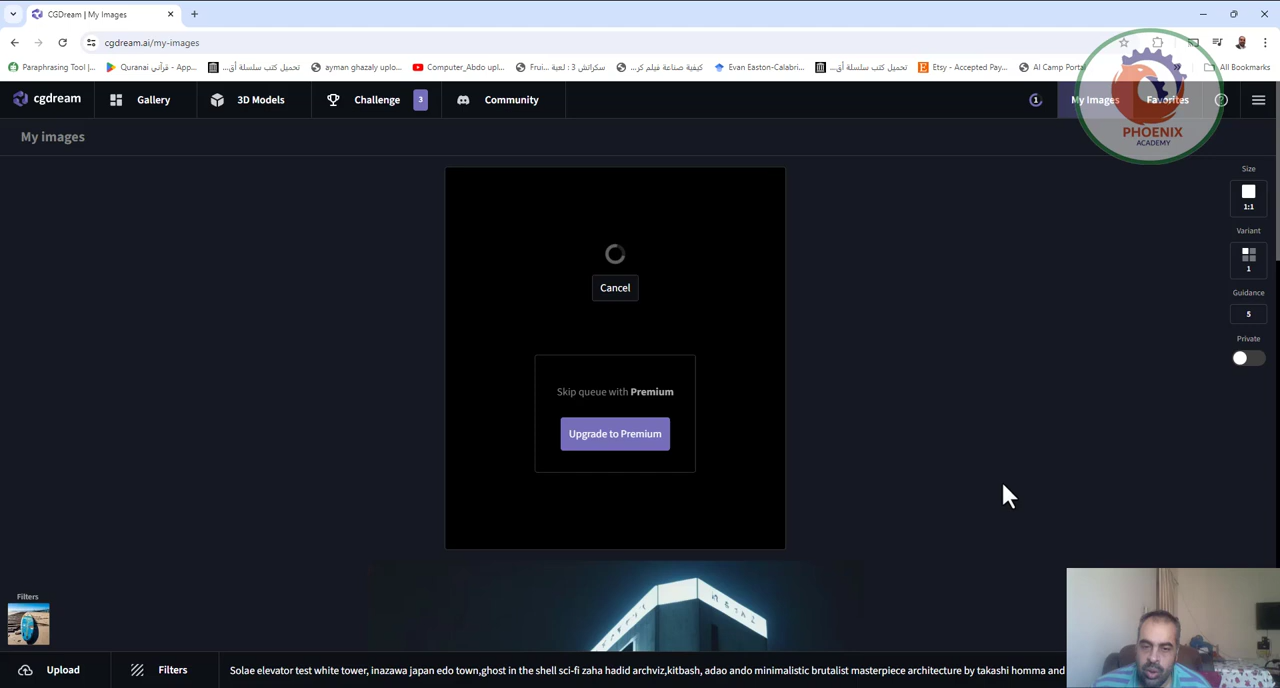 CGDream | My Images
cgdream.ai/my-images
Paraphrasing Tool |...
Quranai قرآني - App...
تحميل كتب سلسلة أق...
ayman ghazaly uplo...
Computer_Abdo upl...
سكراتش 3 : لعبة Frui...
كيفية صناعة فيلم كر...
Evan Easton-Calabri...
تحميل كتب سلسلة أق...
Etsy - Accepted Pay...
AI Camp Portal
All Bookmarks
cgdream
Gallery
3D Models
Challenge
3
Community
1
My Images
Favorites
PHOENIX
ACADEMY
My images
Size
1:1
Variant
1
Guidance
5
Private
Cancel
Skip queue with Premium
Upgrade to Premium
Filters
Upload
Filters
Solae elevator test white tower, inazawa japan edo town,ghost in the shell sci-fi zaha hadid archviz,kitbash, adao ando minimalistic brutalist masterpiece architecture by takashi homma and